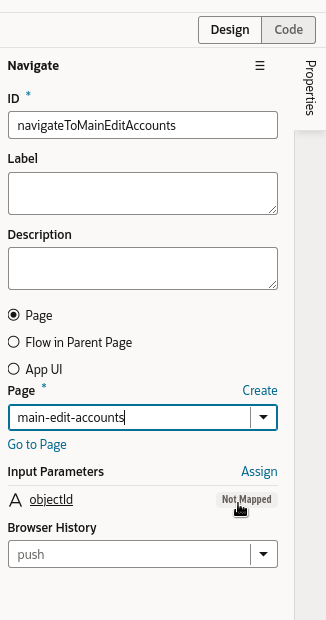 Design
Code
Navigate
Properties
ID *
navigateToMainEditAccounts
Label
Description
Page
Flow in Parent Page
App UI
Page *
Create
main-edit-accounts
Go to Page
Input Parameters
Assign
A objectId
Not Mapped
Browser History
push